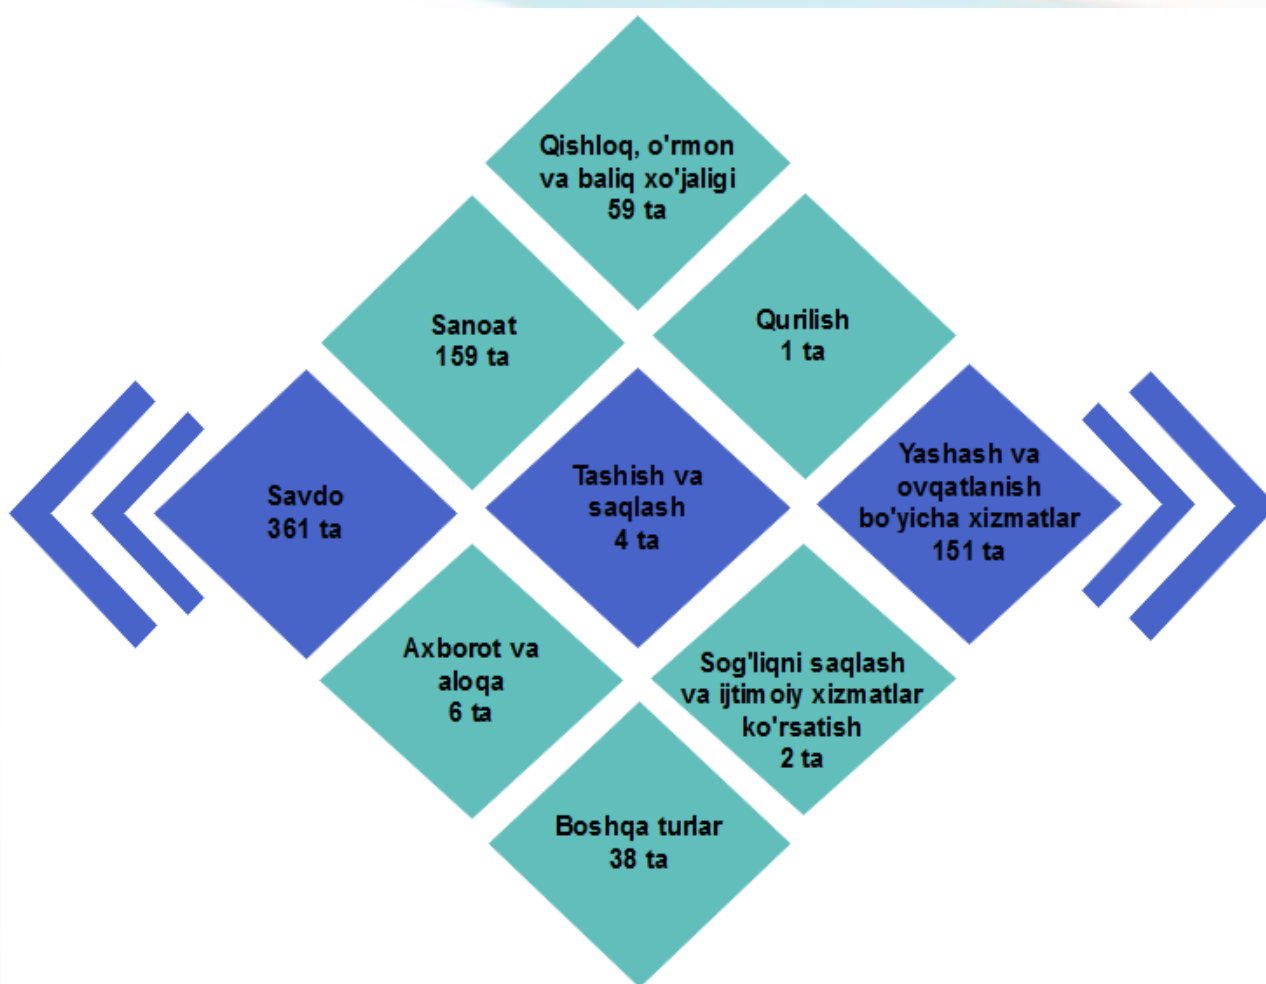 Qishloq, o'rmon
va baliq xo'jaligi
59 ta
Sanoat
159 ta
Qurilish
1 ta
Savdo
361 ta
Tashish va
saqlash
4 ta
Yashash va
ovqatlanish
bo'yicha xizmatlar
151 ta
Axborot va
aloqa
6 ta
Sog'liqni saqlash
va ijtimoiy xizmatlar
ko'rsatish
2 ta
Boshqa turlar
38 ta